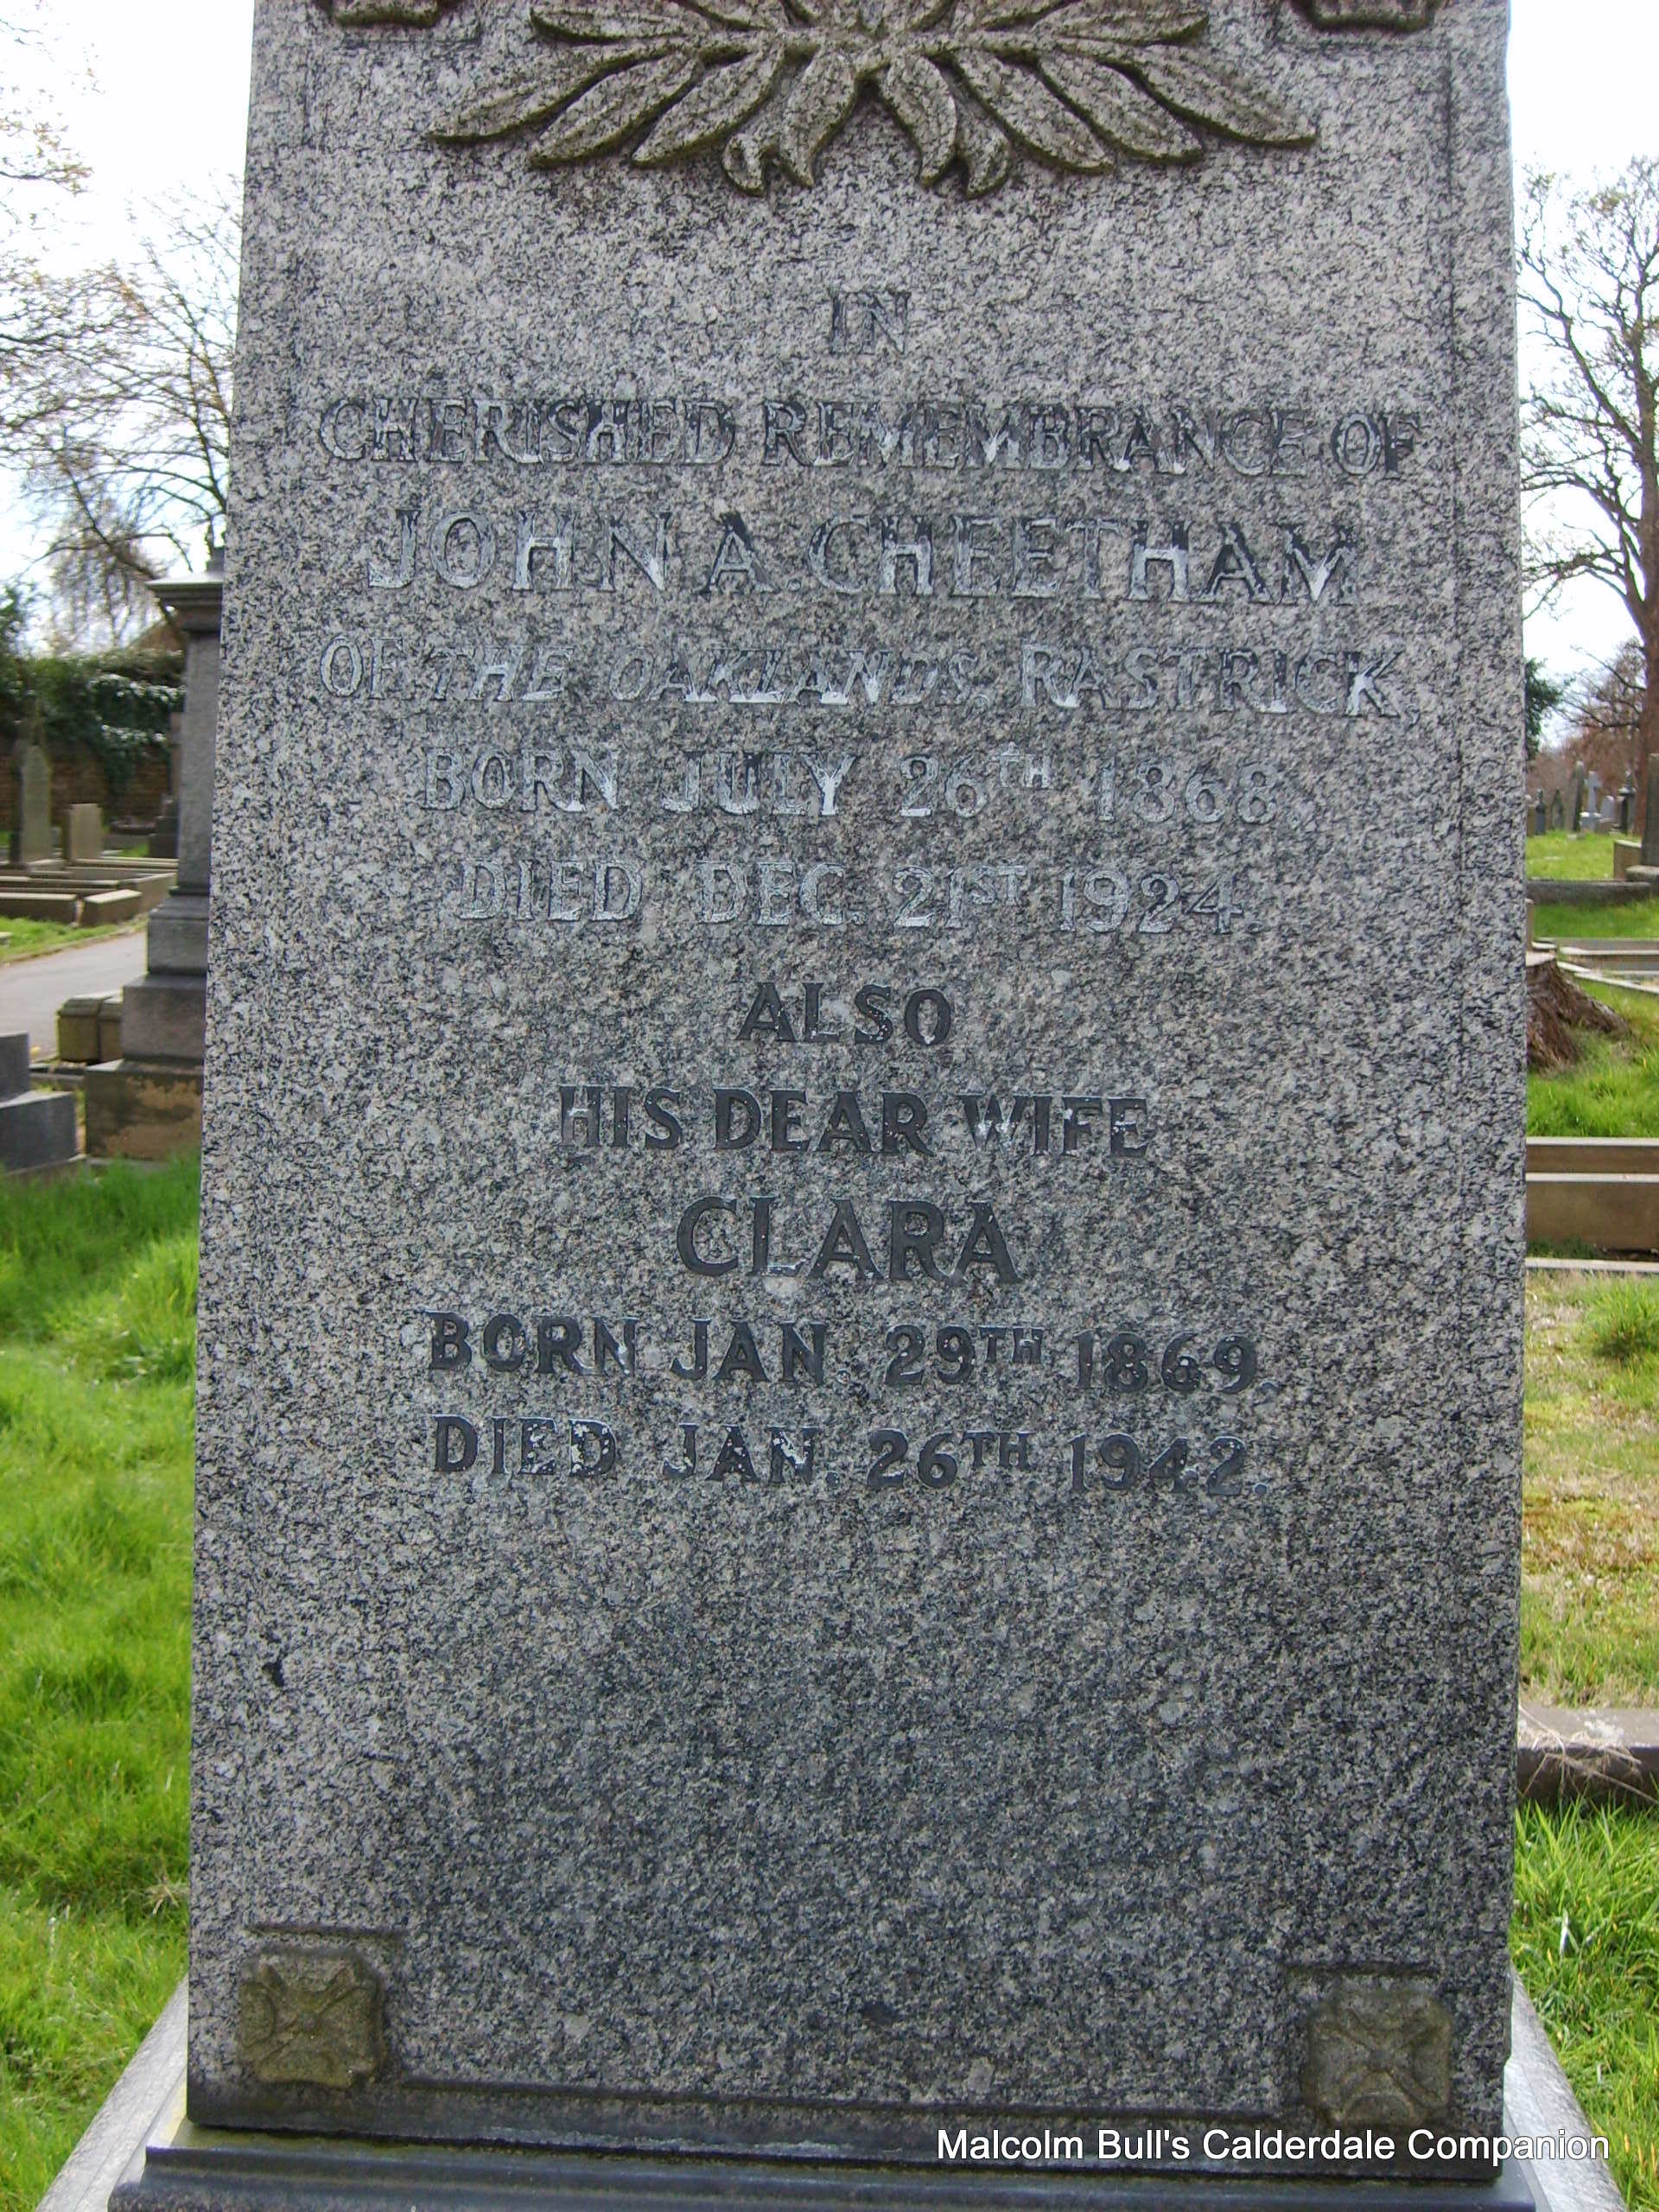 IN
CHERISHED REMEMBRANCE OF
JOHN A. CHEETHAM
OF THE OAKLANDS, RASTRICK,
BORN JULY 26TH 1868,
DIED DEC. 21ST 1924.
ALSO
HIS DEAR WIFE
CLARA
BORN JAN 29TH 1869.
DIED JAN. 26TH 1942.
Malcolm Bull's Calderdale Companion